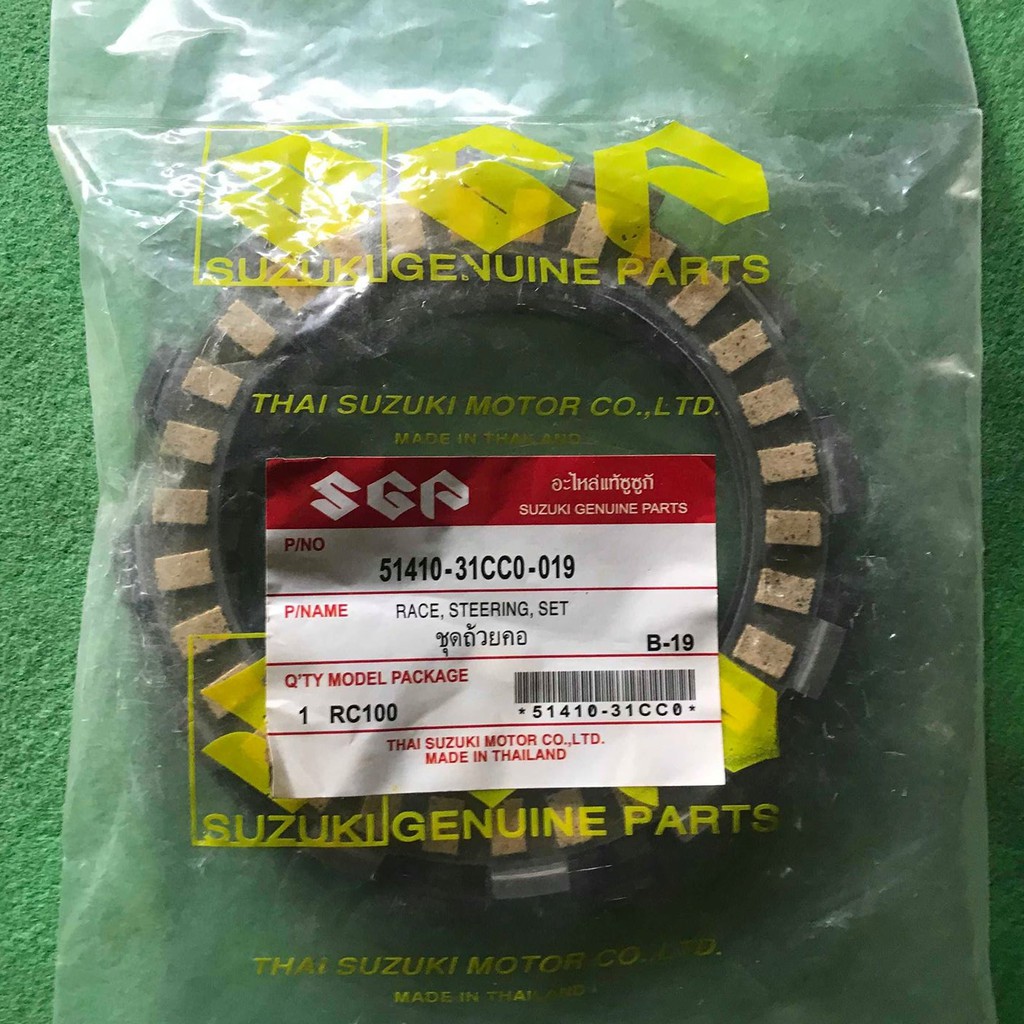 SGP
SUZUKI GENUINE PARTS
THAI SUZUKI MOTOR CO.,LTD.
MADE IN THAILAND
SGP
อะไหล่แท้ซูซูกิ
SUZUKI GENUINE PARTS
P/NO
51410-31CC0-019
P/NAME RACE, STEERING, SET
ชุดถ้วยคอ
B-19
Q'TY MODEL PACKAGE
1 RC100
*51410-31CC0*
THAI SUZUKI MOTOR CO.,LTD.
MADE IN THAILAND
SUZUKI GENUINE PARTS
THAI SUZUKI MOTOR CO.,LTD.
MADE IN THAILAND